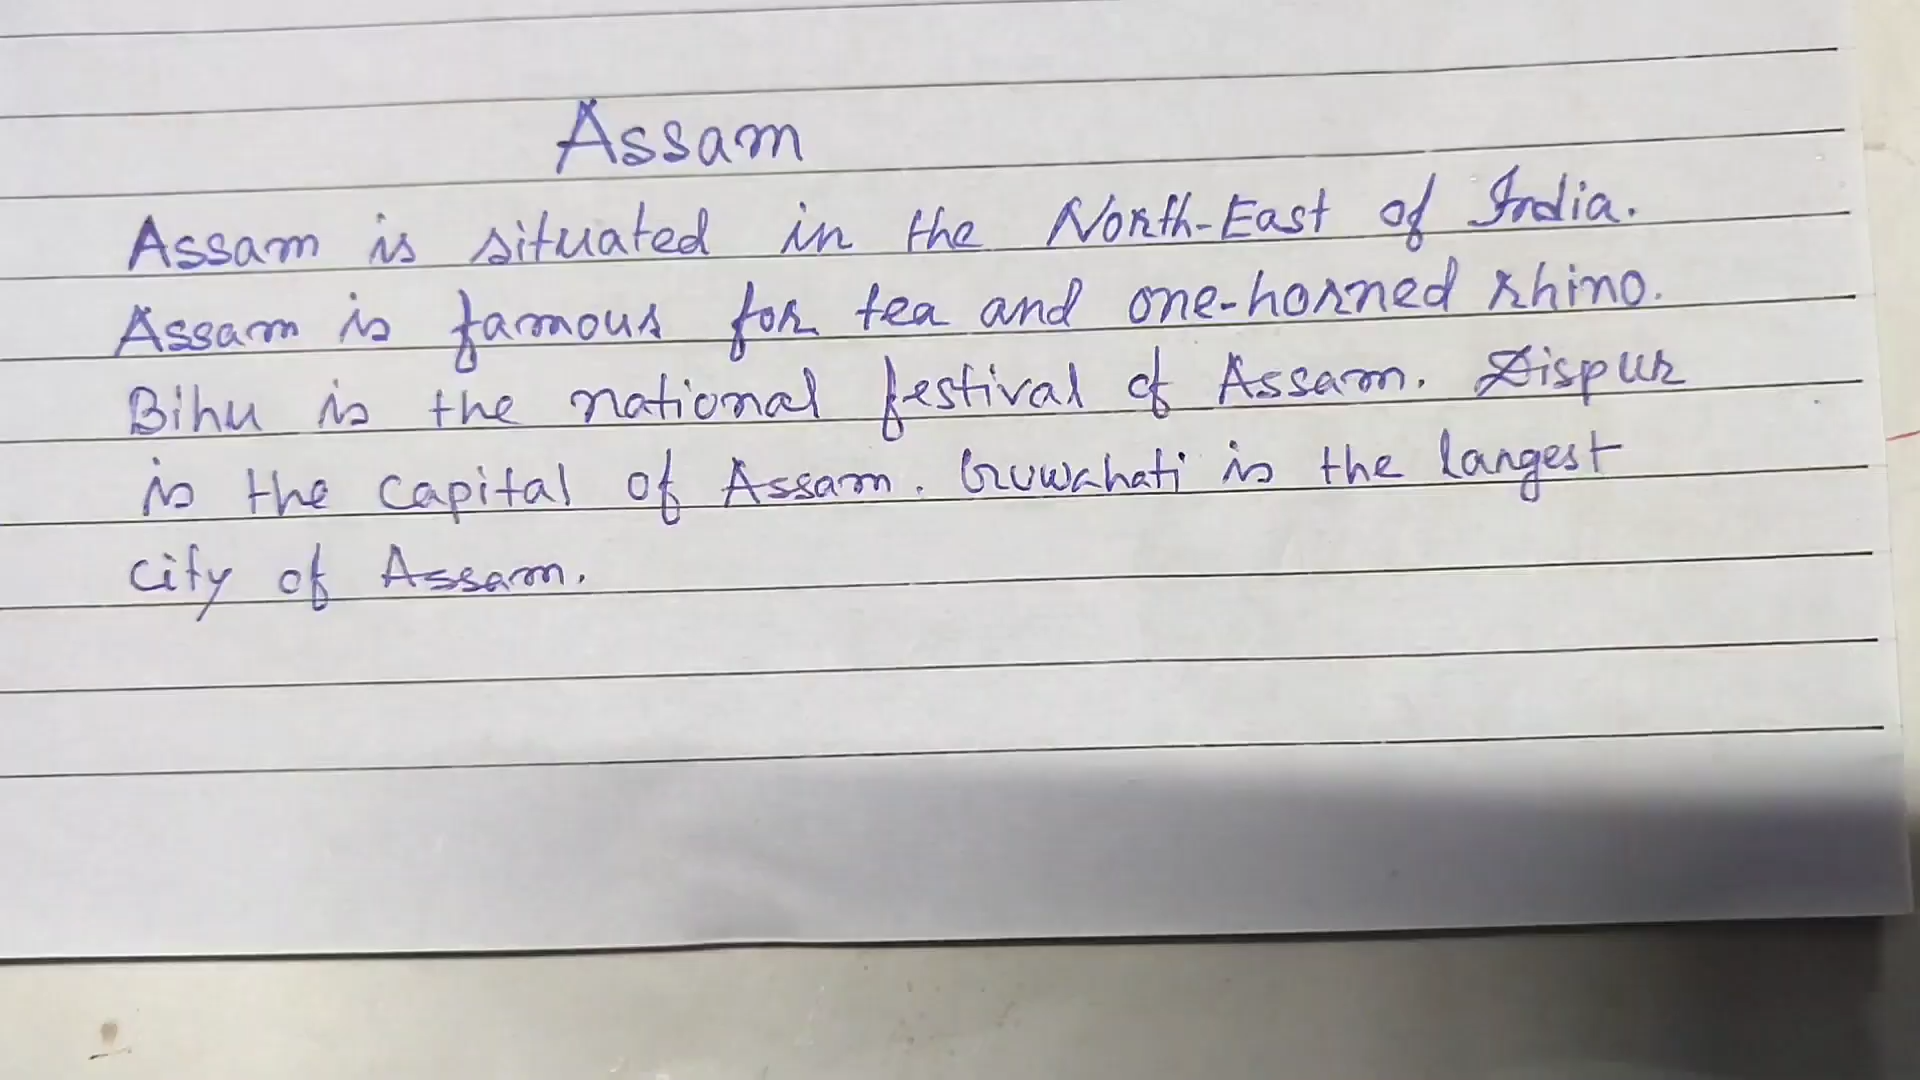 Assam
Assam is situated in the North-East of India.
Assam is famous for tea and one-horned rhino.
Bihu is the national festival of Assam. Dispur
is the capital of Assam. Guwahati is the largest
city of Assam.